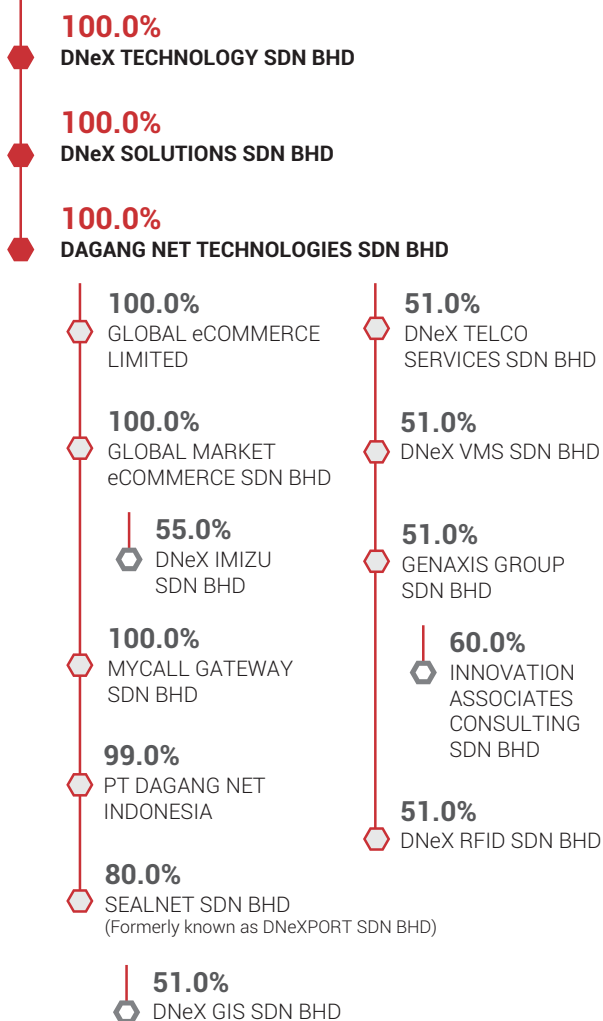 100.0%
DNeX TECHNOLOGY SDN BHD
100.0%
DNeX SOLUTIONS SDN BHD
100.0%
DAGANG NET TECHNOLOGIES SDN BHD
100.0%
GLOBAL eCOMMERCE
LIMITED
100.0%
GLOBAL MARKET
eCOMMERCE SDN BHD
55.0%
DNeX IMIZU
SDN BHD
100.0%
MYCALL GATEWAY
SDN BHD
99.0%
PT DAGANG NET
INDONESIA
80.0%
SEALNET SDN BHD
(Formerly known as DNeXPORT SDN BHD)
51.0%
DNeX GIS SDN BHD
51.0%
DNeX TELCO
SERVICES SDN BHD
51.0%
DNeX VMS SDN BHD
51.0%
GENAXIS GROUP
SDN BHD
60.0%
INNOVATION
ASSOCIATES
CONSULTING
SDN BHD
51.0%
DNeX RFID SDN BHD